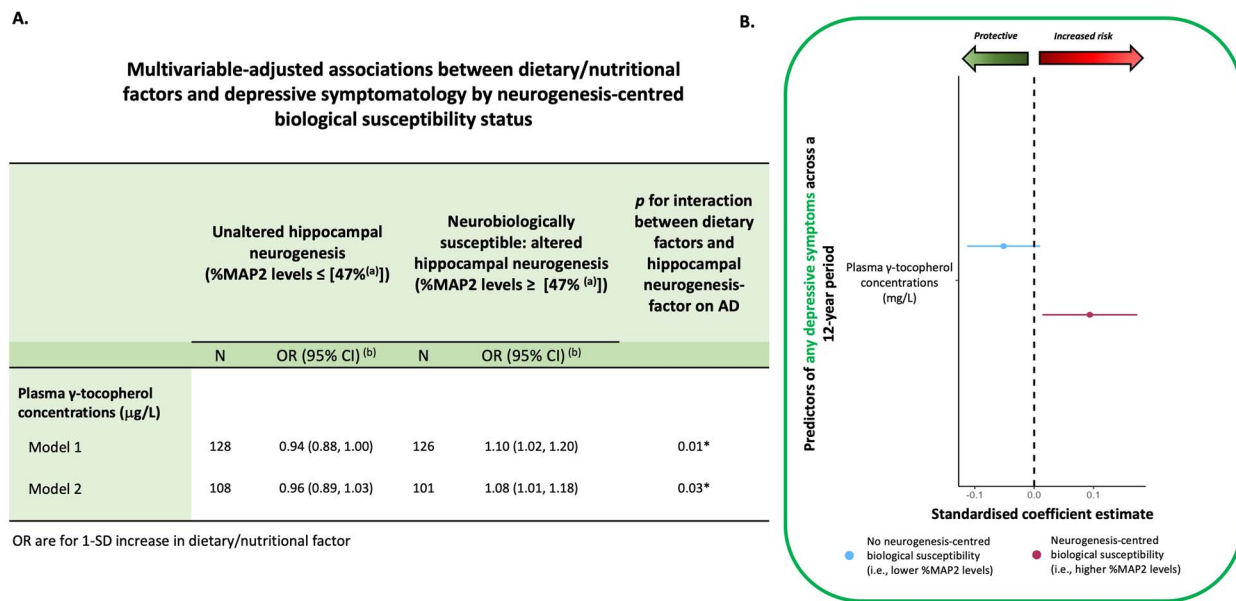 A.
Multivariable-adjusted associations between dietary/nutritional
factors and depressive symptomatology by neurogenesis-centred
biological susceptibility status
Unaltered hippocampal
neurogenesis
(%MAP2 levels ≤ [47%(a)])
Neurobiologically
susceptible: altered
hippocampal neurogenesis
(%MAP2 levels ≥ [47% (a)])
p for interaction
between dietary
factors and
hippocampal
neurogenesis-
factor on AD
N OR (95% CI) (b) N OR (95% CI) (b)
Plasma γ-tocopherol
concentrations (μg/L)
Model 1 128 0.94 (0.88, 1.00) 126 1.10 (1.02, 1.20) 0.01*
Model 2 108 0.96 (0.89, 1.03) 101 1.08 (1.01, 1.18) 0.03*
OR are for 1-SD increase in dietary/nutritional factor
B.
Protective Increased risk
Predictors of any depressive symptoms across a
12-year period
Plasma γ-tocopherol
concentrations
(mg/L)
-0.1 0.0 0.1
Standardised coefficient estimate
No neurogenesis-centred
biological susceptibility
(i.e., lower %MAP2 levels)
Neurogenesis-centred
biological susceptibility
(i.e., higher %MAP2 levels)